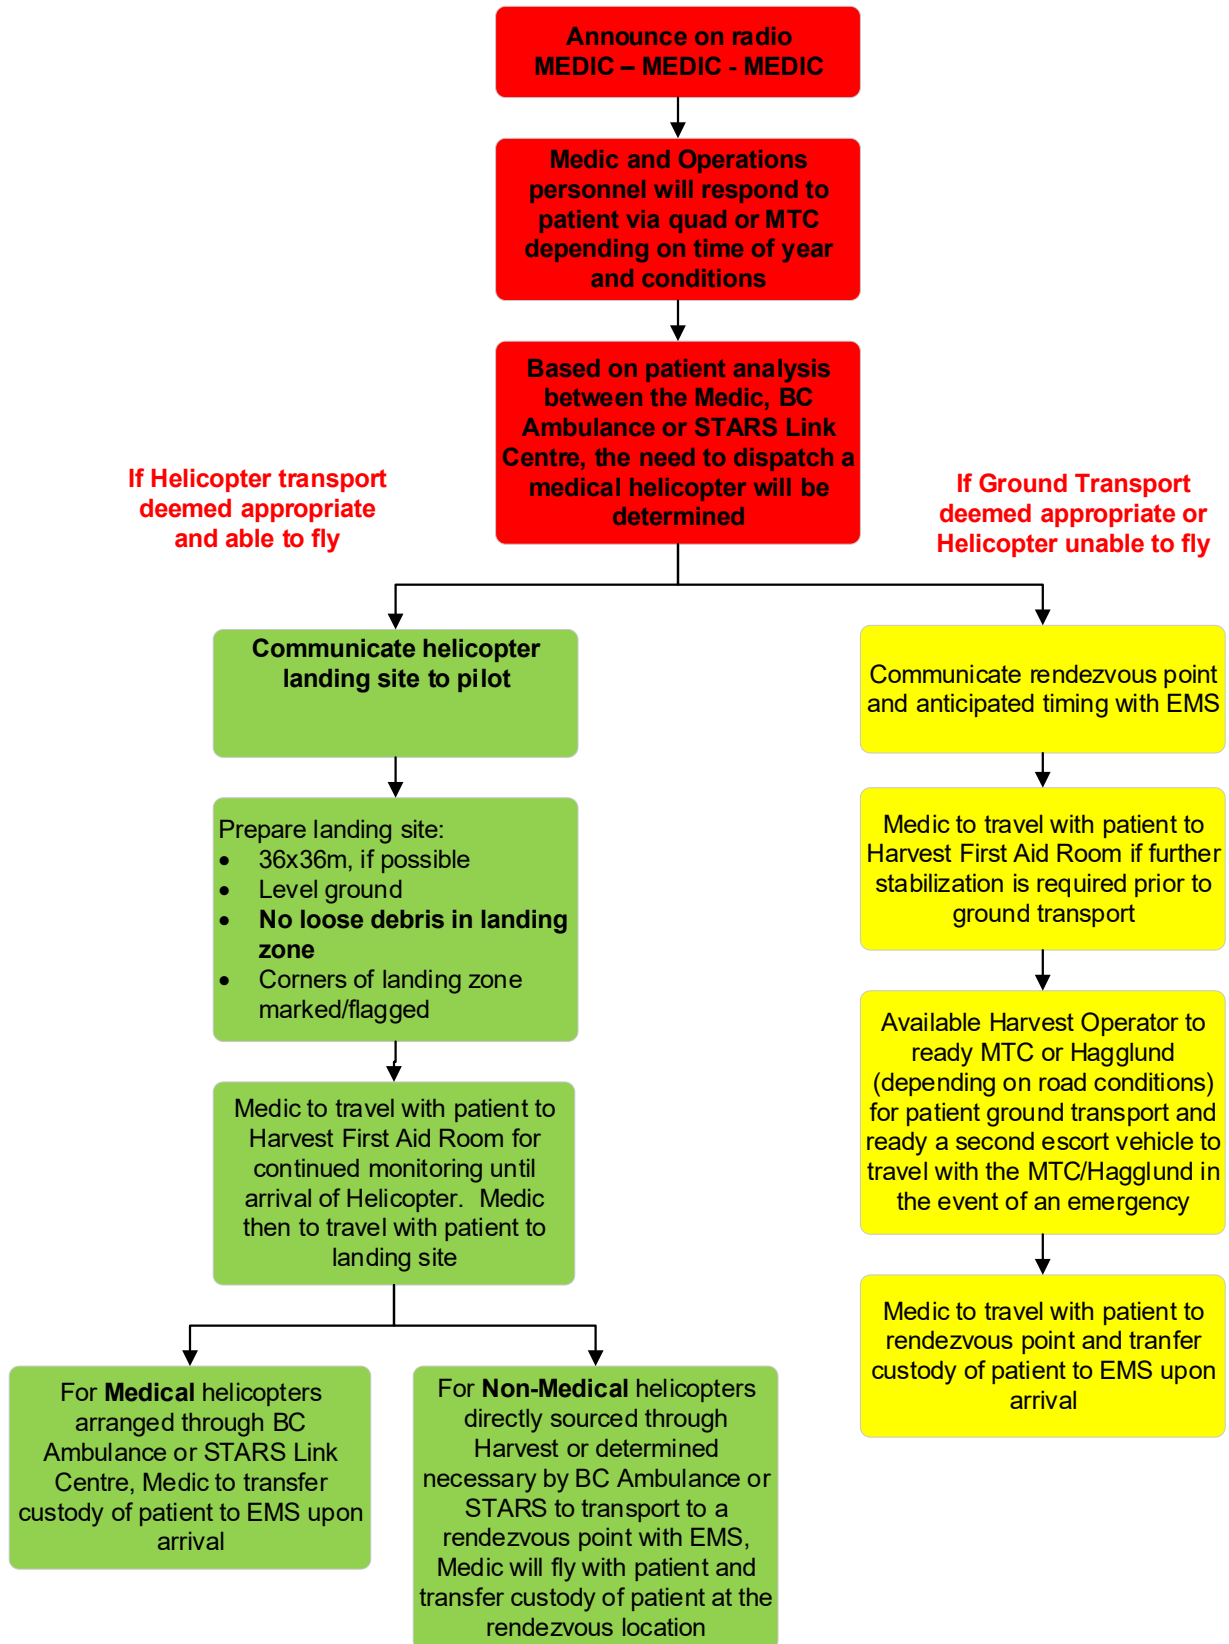 Announce on radio
MEDIC – MEDIC - MEDIC
Medic and Operations
personnel will respond to
patient via quad or MTC
depending on time of year
and conditions
Based on patient analysis
between the Medic, BC
Ambulance or STARS Link
Centre, the need to dispatch a
medical helicopter will be
determined
If Helicopter transport
deemed appropriate
and able to fly
If Ground Transport
deemed appropriate or
Helicopter unable to fly
Communicate helicopter
landing site to pilot
Prepare landing site:
• 36x36m, if possible
• Level ground
• No loose debris in landing
zone
• Corners of landing zone
marked/flagged
Medic to travel with patient to
Harvest First Aid Room for
continued monitoring until
arrival of Helicopter. Medic
then to travel with patient to
landing site
For Medical helicopters
arranged through BC
Ambulance or STARS Link
Centre, Medic to transfer
custody of patient to EMS upon
arrival
For Non-Medical helicopters
directly sourced through
Harvest or determined
necessary by BC Ambulance or
STARS to transport to a
rendezvous point with EMS,
Medic will fly with patient and
transfer custody of patient at the
rendezvous location
Communicate rendezvous point
and anticipated timing with EMS
Medic to travel with patient to
Harvest First Aid Room if further
stabilization is required prior to
ground transport
Available Harvest Operator to
ready MTC or Hagglund
(depending on road conditions)
for patient ground transport and
ready a second escort vehicle to
travel with the MTC/Hagglund in
the event of an emergency
Medic to travel with patient to
rendezvous point and tranfer
custody of patient to EMS upon
arrival